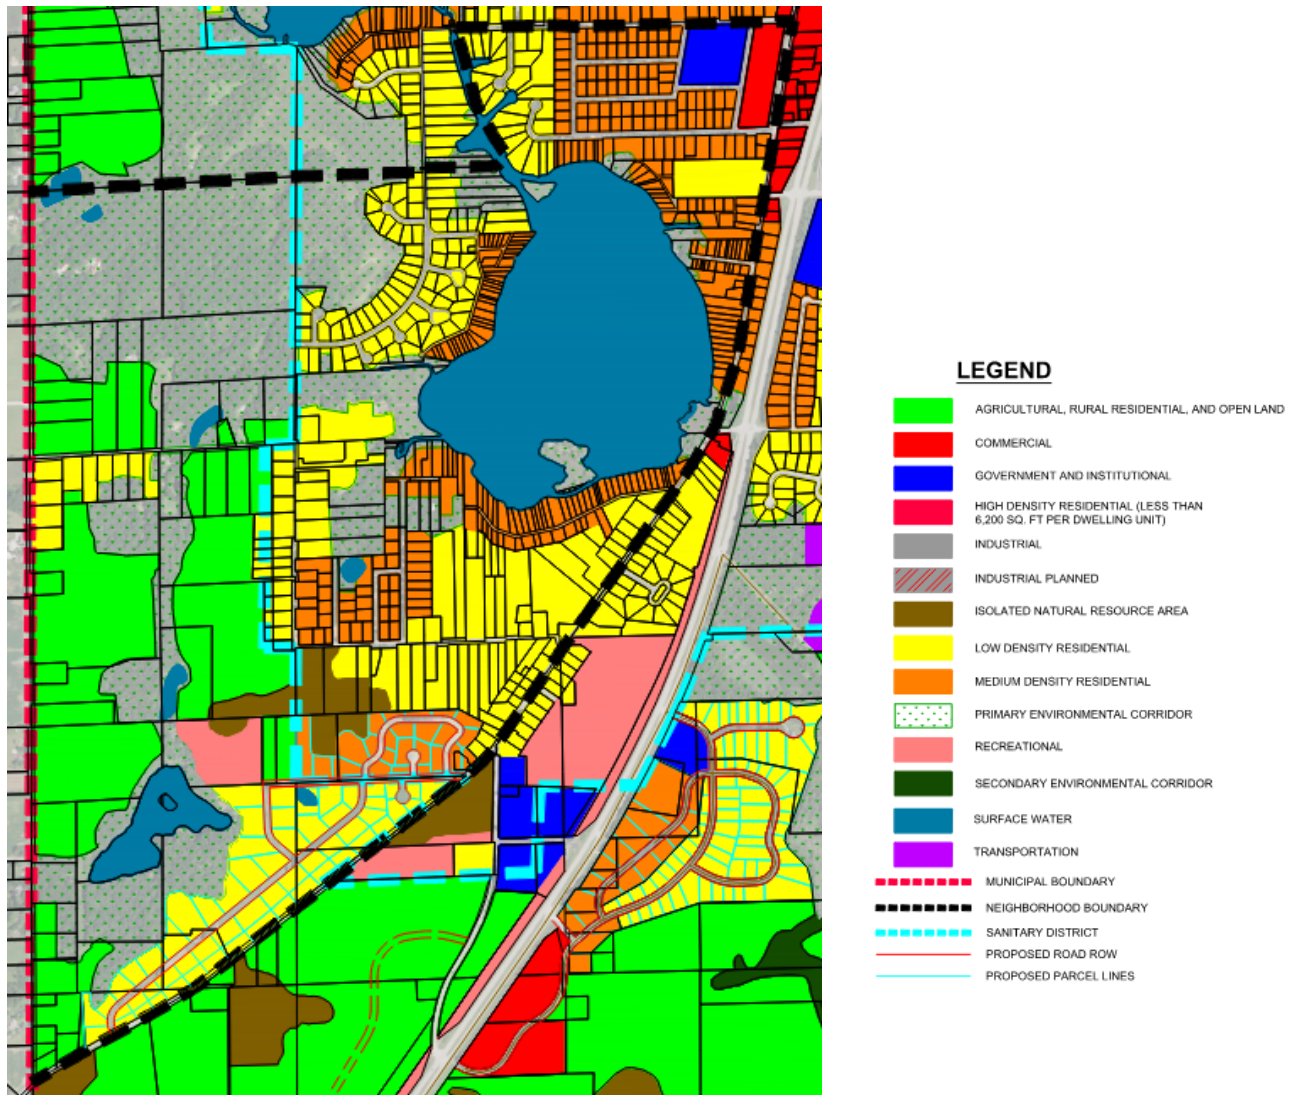 LEGEND
AGRICULTURAL, RURAL RESIDENTIAL, AND OPEN LAND
COMMERCIAL
GOVERNMENT AND INSTITUTIONAL
HIGH DENSITY RESIDENTIAL (LESS THAN
6,200 SQ. FT PER DWELLING UNIT)
INDUSTRIAL
INDUSTRIAL PLANNED
ISOLATED NATURAL RESOURCE AREA
LOW DENSITY RESIDENTIAL
MEDIUM DENSITY RESIDENTIAL
PRIMARY ENVIRONMENTAL CORRIDOR
RECREATIONAL
SECONDARY ENVIRONMENTAL CORRIDOR
SURFACE WATER
TRANSPORTATION
MUNICIPAL BOUNDARY
NEIGHBORHOOD BOUNDARY
SANITARY DISTRICT
PROPOSED ROAD ROW
PROPOSED PARCEL LINES